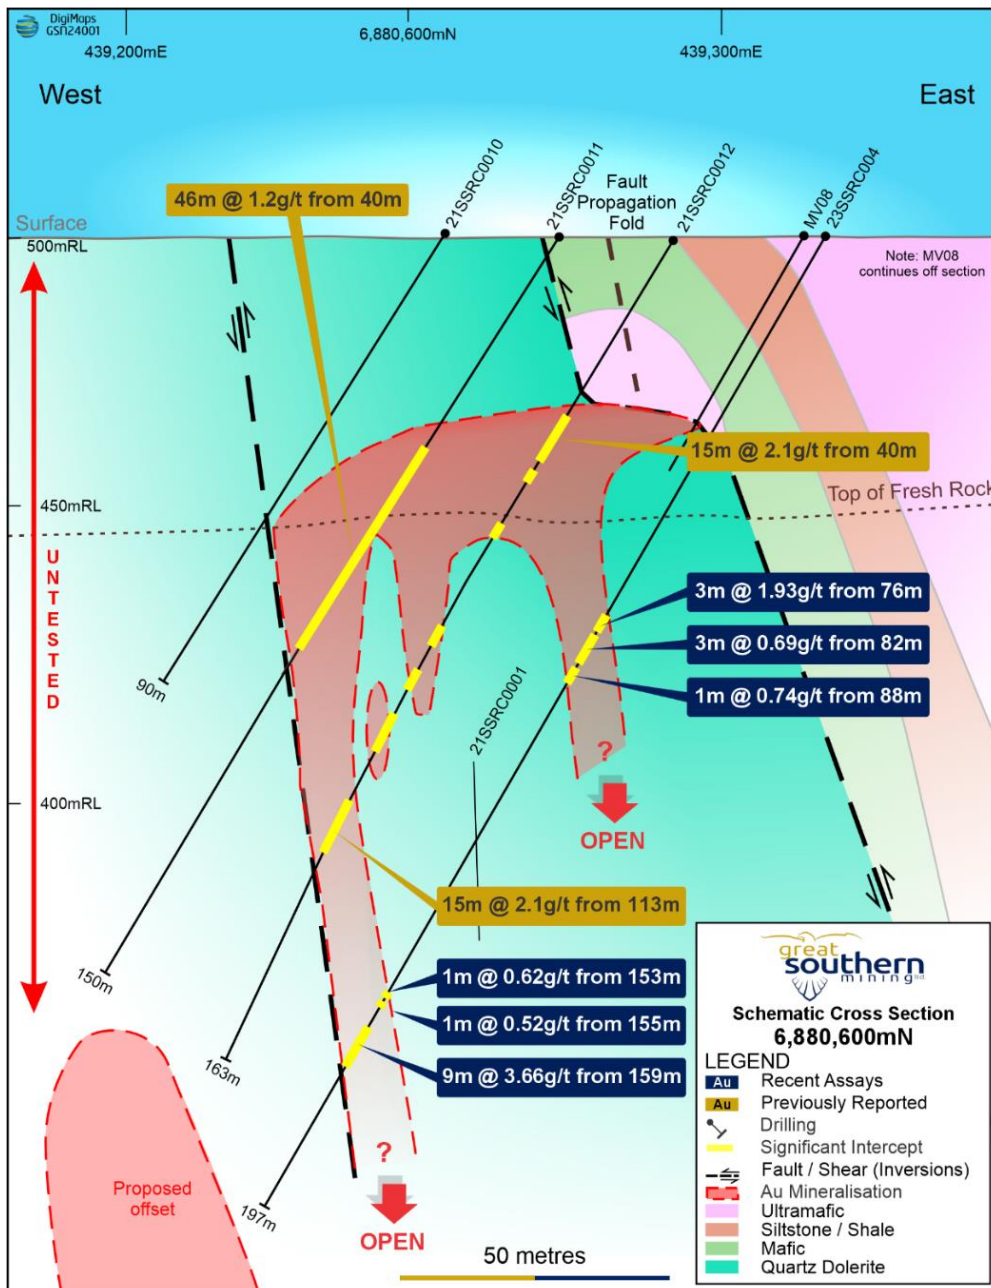 DigiMaps
GSN24001
6,880,600mN
439,200mE
439,300mE
West
East
21SSRC0010
21SSRC0011
21SSRC0012
MV08
23SSRC004
46m @ 1.2g/t from 40m
Fault
Propagation
Fold
Surface
500mRL
Note: MV08
continues off section
15m @ 2.1g/t from 40m
Top of Fresh Rock
450mRL
UNTESTED
3m @ 1.93g/t from 76m
3m @ 0.69g/t from 82m
1m @ 0.74g/t from 88m
90m
21SSRC0001
?
OPEN
400mRL
15m @ 2.1g/t from 113m
150m
1m @ 0.62g/t from 153m
1m @ 0.52g/t from 155m
9m @ 3.66g/t from 159m
163m
?
OPEN
Proposed
offset
197m
50 metres
great
southern
mining
Schematic Cross Section
6,880,600mN
LEGEND
Au Recent Assays
Au Previously Reported
Drilling
Significant Intercept
Fault / Shear (Inversions)
Au Mineralisation
Ultramafic
Siltstone / Shale
Mafic
Quartz Dolerite